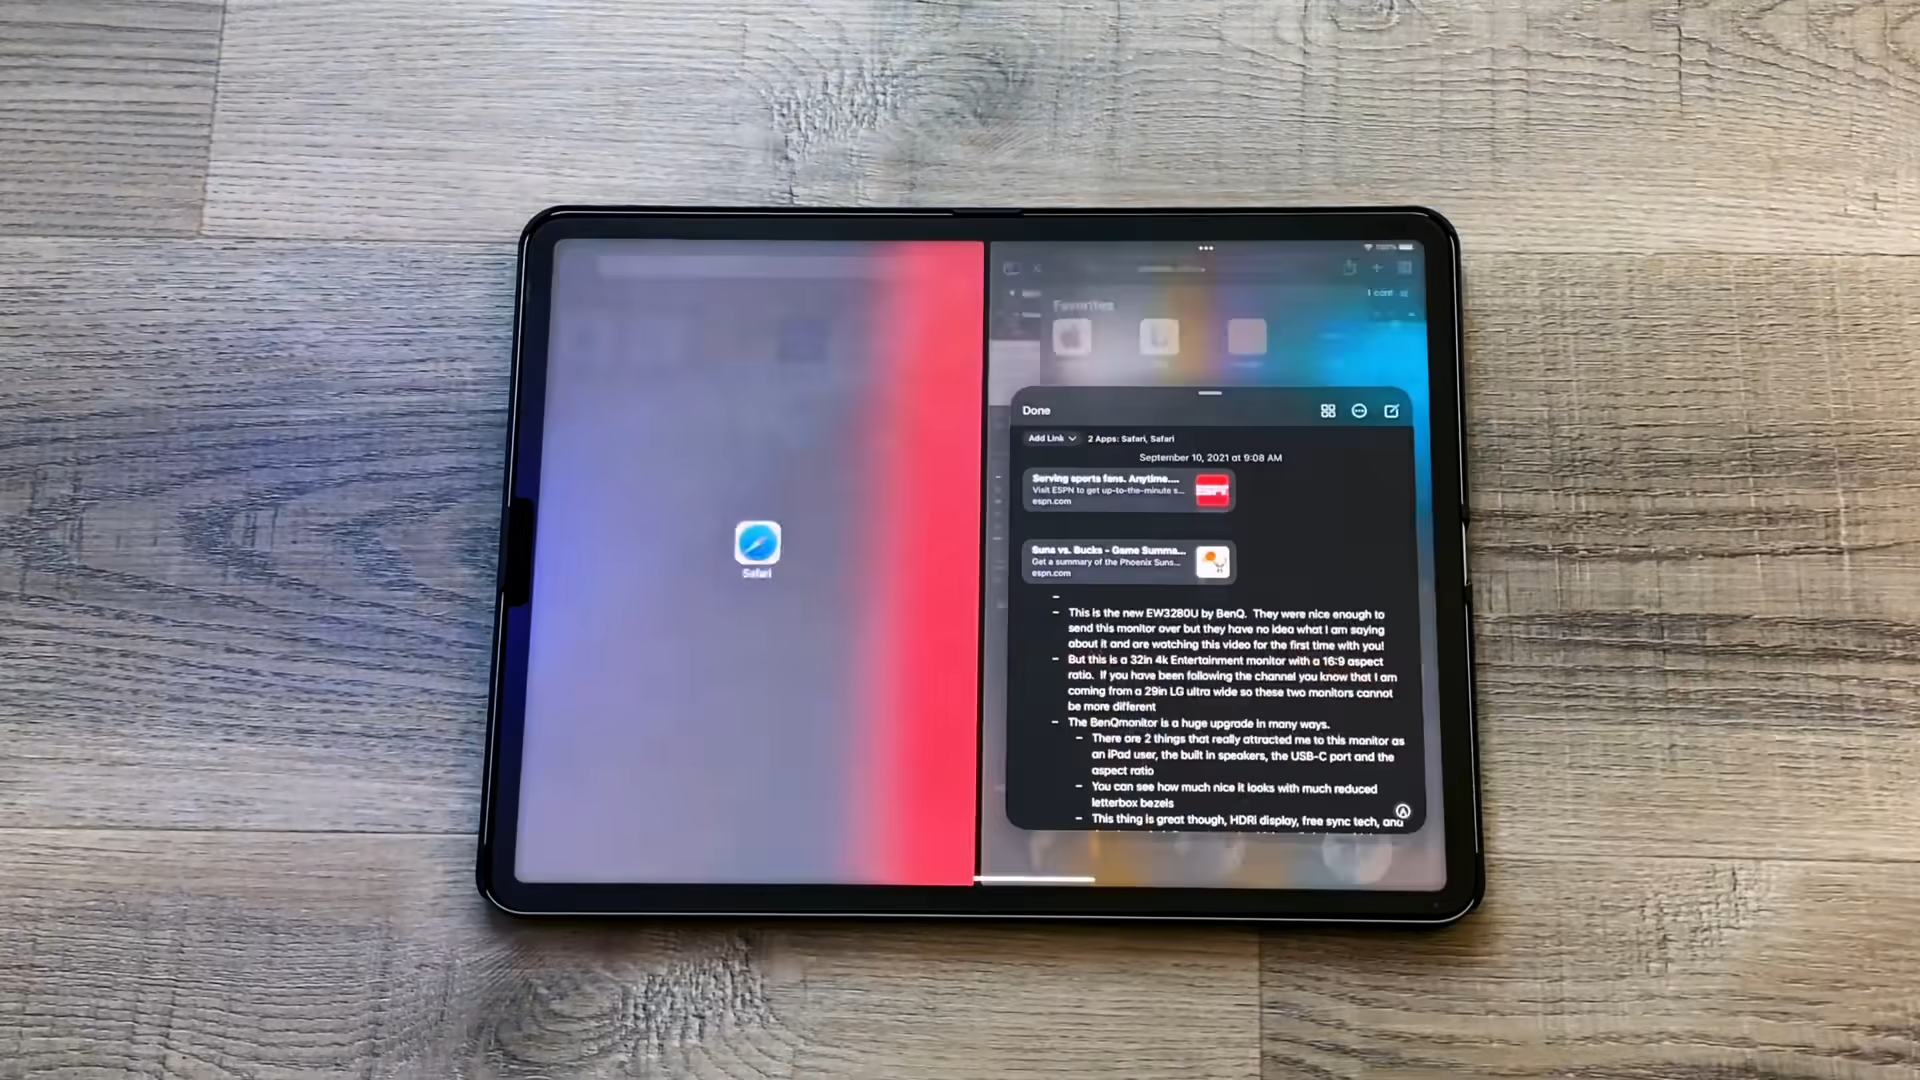 Safari
100%
Favorites
Done
Add Link
2 Apps: Safari, Safari
September 10, 2021 at 9:08 AM
Serving sports fans. Anytime....
Visit ESPN to get up-to-the-minute s...
espn.com
ESPN
Suns vs. Bucks - Game Summa...
Get a summary of the Phoenix Suns...
espn.com
–
– This is the new EW3280U by BenQ. They were nice enough to
send this monitor over but they have no idea what I am saying
about it and are watching this video for the first time with you!
– But this is a 32in 4k Entertainment monitor with a 16:9 aspect
ratio. If you have been following the channel you know that I am
coming from a 29in LG ultra wide so these two monitors cannot
be more different
– The BenQmonitor is a huge upgrade in many ways.
– There are 2 things that really attracted me to this monitor as
an iPad user, the built in speakers, the USB-C port and the
aspect ratio
– You can see how much nice it looks with much reduced
letterbox bezels
– This thing is great though, HDRi display, free sync tech, and